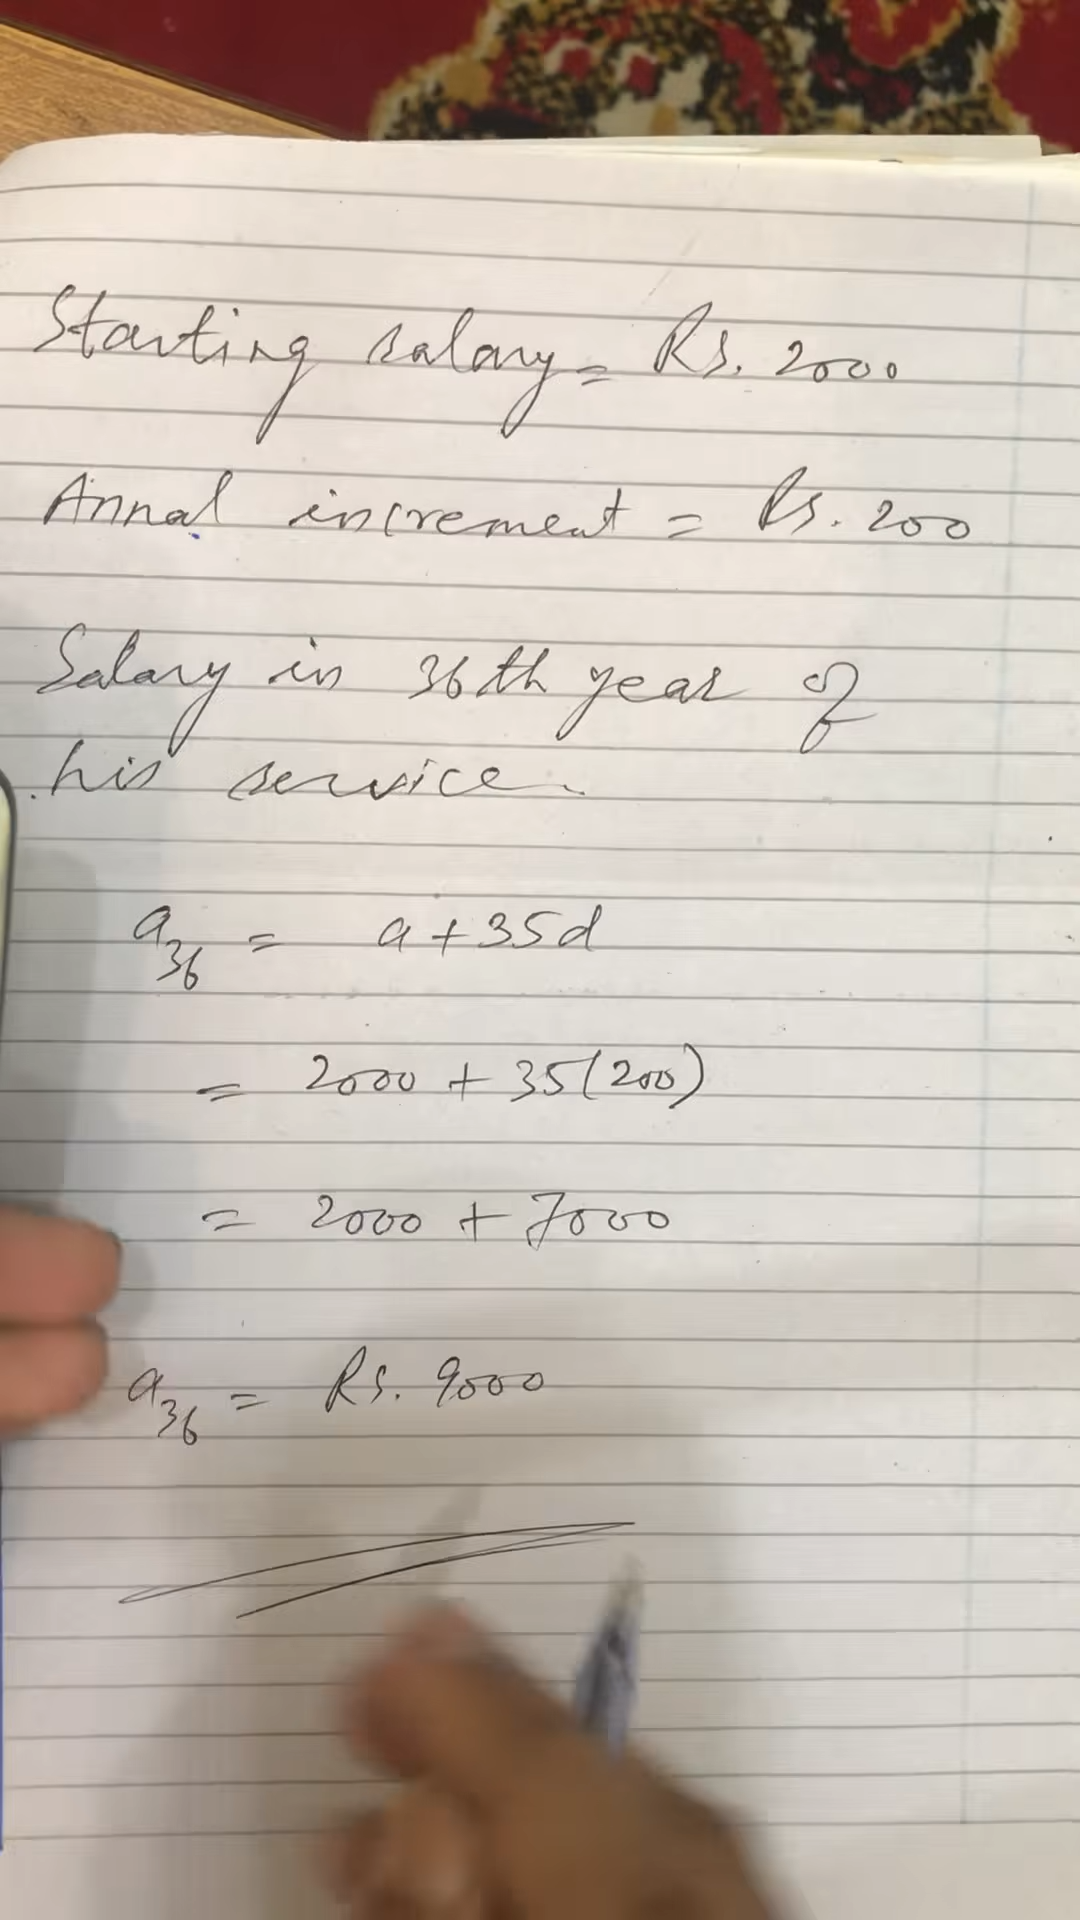 Starting salary = Rs. 2000
Annal increment = Rs. 200
Salary in 36th year of
his service.
a₃₆ = a + 35d
= 2000 + 35(200)
= 2000 + 7000
a₃₆ = Rs. 9000